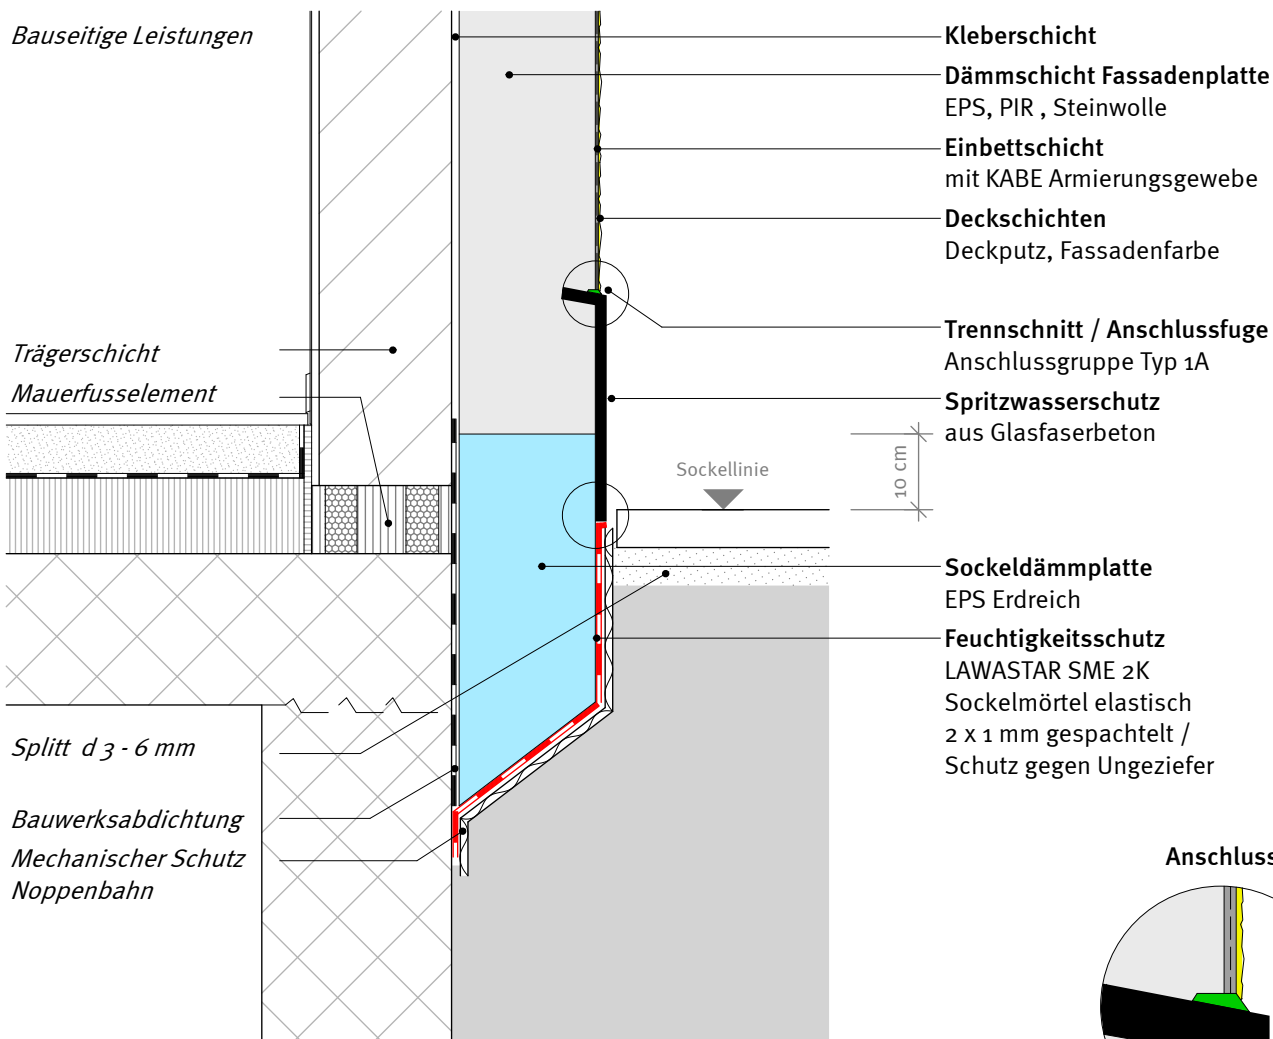 Bauseitige Leistungen
Kleberschicht
Dämmschicht Fassadenplatte
EPS, PIR , Steinwolle
Einbettschicht
mit KABE Armierungsgewebe
Deckschichten
Deckputz, Fassadenfarbe
Trennschnitt / Anschlussfuge
Anschlussgruppe Typ 1A
Spritzwasserschutz
aus Glasfaserbeton
Trägerschicht
Mauerfusselement
Sockellinie
10 cm
Sockeldämmplatte
EPS Erdreich
Feuchtigkeitsschutz
LAWASTAR SME 2K
Sockelmörtel elastisch
2 x 1 mm gespachtelt /
Schutz gegen Ungeziefer
Splitt d 3 - 6 mm
Bauwerksabdichtung
Mechanischer Schutz
Noppenbahn
Anschluss